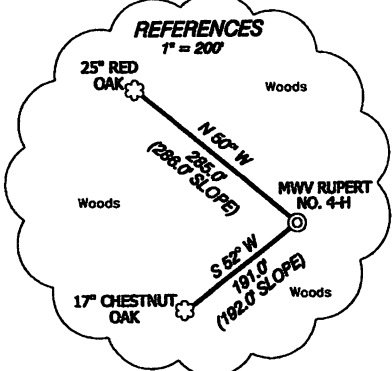 REFERENCES
1" = 200'
25" RED
OAK
Woods
N 50° W
285.0'
(286.0' SLOPE)
MWV RUPERT
NO. 4-H
Woods
S 52° W
191.0'
(192.0' SLOPE)
Woods
17" CHESTNUT
OAK